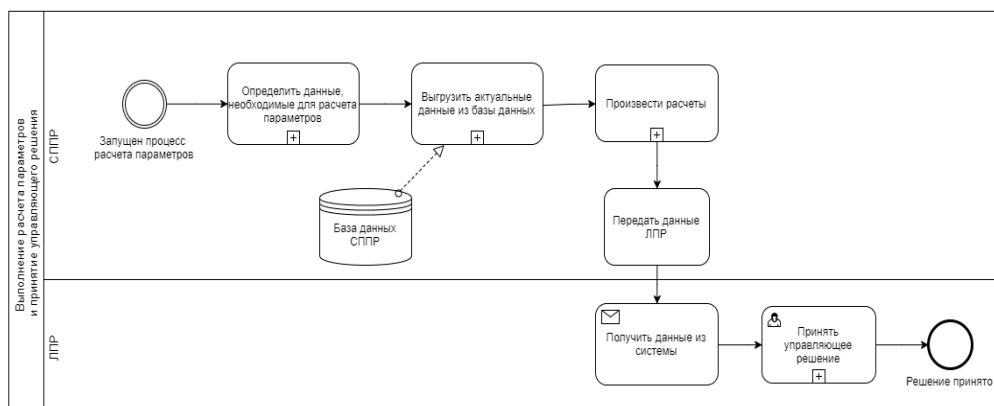 Выполнение расчета параметров
и принятие управляющего решения
СППР
Запущен процесс
расчета параметров
Определить данные,
необходимые для расчета
параметров
Выгрузить актуальные
данные из базы данных
Произвести расчеты
База данных
СППР
Передать данные
ЛПР
ЛПР
Получить данные из
системы
Принять
управляющее
решение
Решение принято